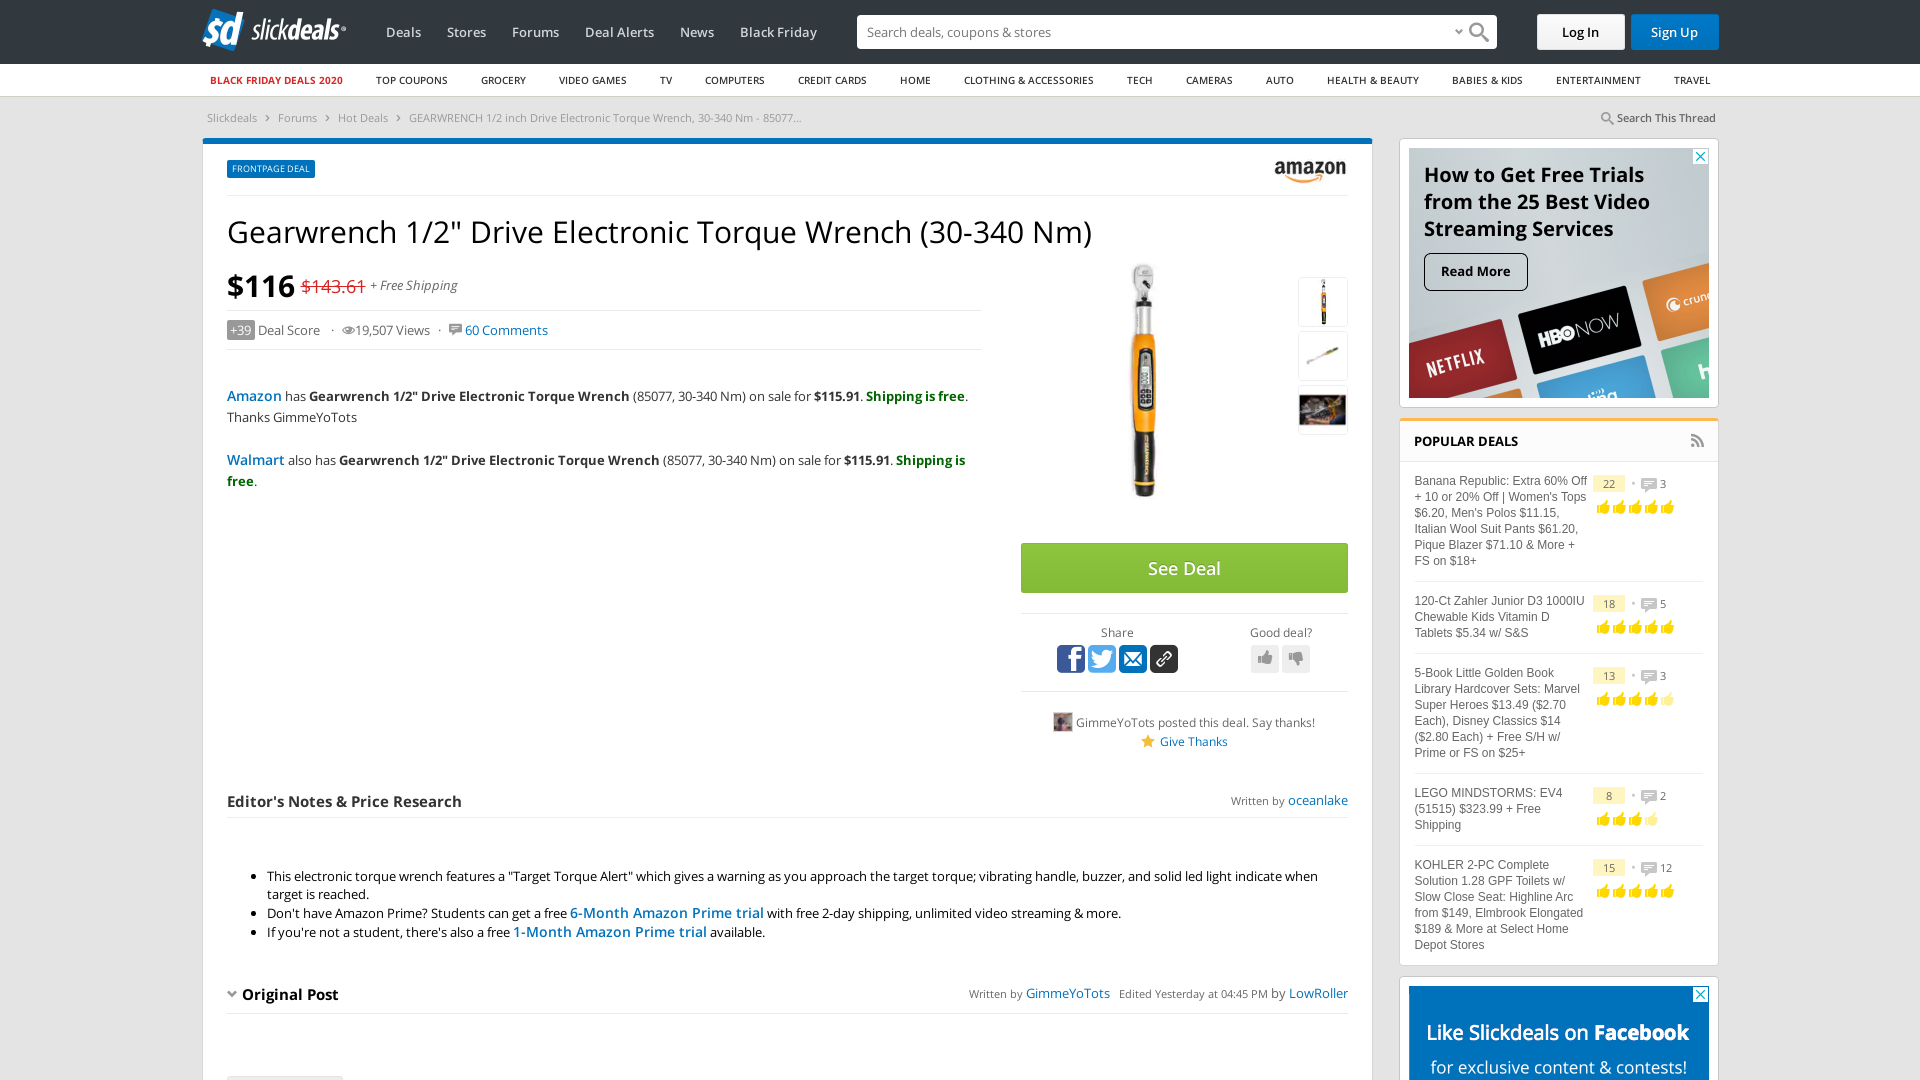 sd slickdeals
Deals Stores Forums Deal Alerts News Black Friday
Search deals, coupons & shops
Log In
Sign Up
BLACK FRIDAY DEALS 2020 TOP COUPONS GROCERY VIDEO GAMES TV COMPUTERS CREDIT CARDS HOME CLOTHING & ACCESSORIES TECH CAMERAS AUTO HEALTH & BEAUTY BABIES & KIDS ENTERTAINMENT TRAVEL
Slickdeals › Forums › Hot Deals › GEARWRENCH 1/2 inch Drive Electronic Torque Wrench, 30-340 Nm - 85077...
Search This Thread
FRONTPAGE DEAL
amazon
Gearwrench 1/2" Drive Electronic Torque Wrench (30-340 Nm)
$116 $143.61 + Free Shipping
+39 Deal Score · 19,507 Views · 60 Comments
Amazon has Gearwrench 1/2" Drive Electronic Torque Wrench (85077, 30-340 Nm) on sale for $115.91. Shipping is free.
Thanks GimmeYoTots
Walmart also has Gearwrench 1/2" Drive Electronic Torque Wrench (85077, 30-340 Nm) on sale for $115.91. Shipping is
free.
See Deal
Share
Good deal?
GimmeYoTots posted this deal. Say thanks!
Give Thanks
Editor's Notes & Price Research
Written by oceanlake
• This electronic torque wrench features a "Target Torque Alert" which gives a warning as you approach the target torque; vibrating handle, buzzer, and solid led light indicate when
target is reached.
• Don't have Amazon Prime? Students can get a free 6-Month Amazon Prime trial with free 2-day shipping, unlimited video streaming & more.
• If you're not a student, there's also a free 1-Month Amazon Prime trial available.
Original Post
Written by GimmeYoTots Edited Yesterday at 04:45 PM by LowRoller
How to Get Free Trials
from the 25 Best Video
Streaming Services
Read More
NETFLIX
HBO NOW
crun
POPULAR DEALS
Banana Republic: Extra 60% Off
+ 10 or 20% Off | Women's Tops
$6.20, Men's Polos $11.15,
Italian Wool Suit Pants $61.20,
Pique Blazer $71.10 & More +
FS on $18+
22 • 3
120-Ct Zahler Junior D3 1000IU
Chewable Kids Vitamin D
Tablets $5.34 w/ S&S
18 • 5
5-Book Little Golden Book
Library Hardcover Sets: Marvel
Super Heroes $13.49 ($2.70
Each), Disney Classics $14
($2.80 Each) + Free S/H w/
Prime or FS on $25+
13 • 3
LEGO MINDSTORMS: EV4
(51515) $323.99 + Free
Shipping
8 • 2
KOHLER 2-PC Complete
Solution 1.28 GPF Toilets w/
Slow Close Seat: Highline Arc
from $149, Elmbrook Elongated
$189 & More at Select Home
Depot Stores
15 • 12
Like Slickdeals on Facebook
for exclusive content & contests!